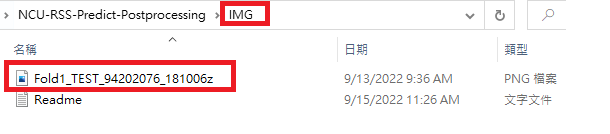 NCU-RSS-Predict-Postprocessing > IMG
名稱 日期 類型
Fold1_TEST_94202076_181006z 9/13/2022 9:36 AM PNG 檔案
Readme 9/15/2022 11:26 AM 文字文件